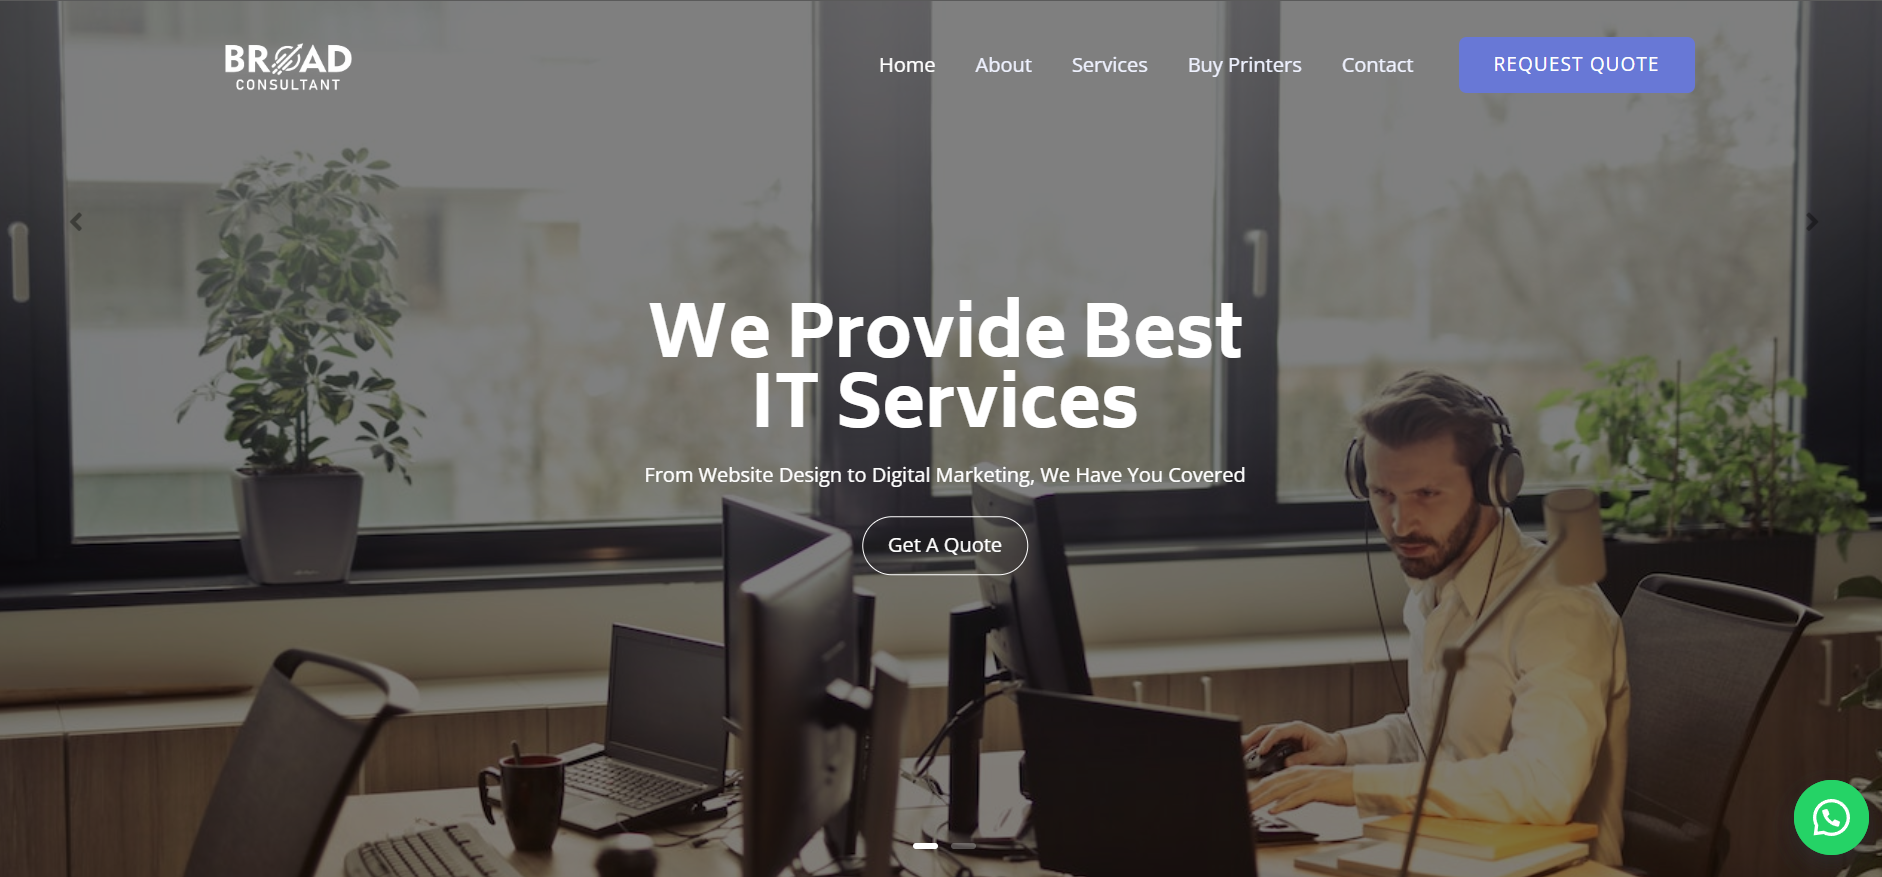 BROAD
CONSULTANT
Home
About
Services
Buy Printers
Contact
REQUEST QUOTE
We Provide Best
IT Services
From Website Design to Digital Marketing, We Have You Covered
Get A Quote